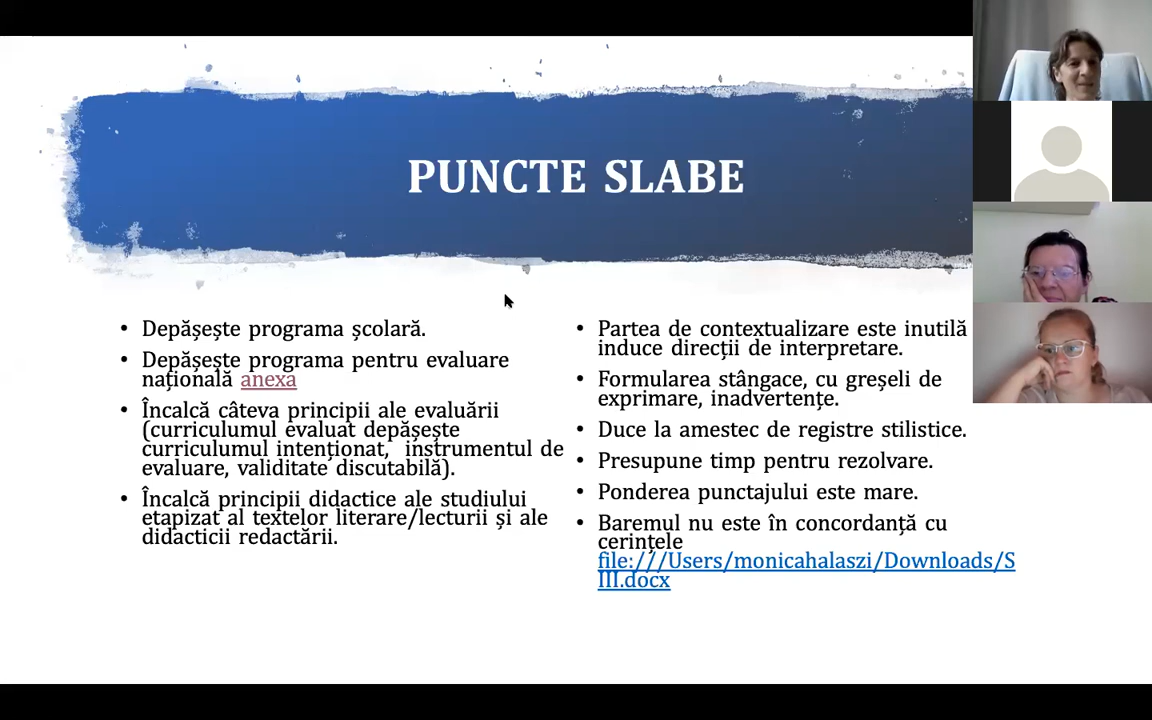 PUNCTE SLABE
• Depășește programa școlară.
• Depășește programa pentru evaluare
națională anexa
• Încalcă câteva principii ale evaluării
(curriculumul evaluat depășește
curriculumul intenționat, instrumentul de
evaluare, validitate discutabilă).
• Încalcă principii didactice ale studiului
etapizat al textelor literare/lecturii și ale
didacticii redactării.
• Partea de contextualizare este inutilă
induce direcții de interpretare.
• Formularea stângace, cu greșeli de
exprimare, inadvertențe.
• Duce la amestec de registre stilistice.
• Presupune timp pentru rezolvare.
• Ponderea punctajului este mare.
• Baremul nu este în concordanță cu
cerințele
file:///Users/monicahalaszi/Downloads/S
III.docx